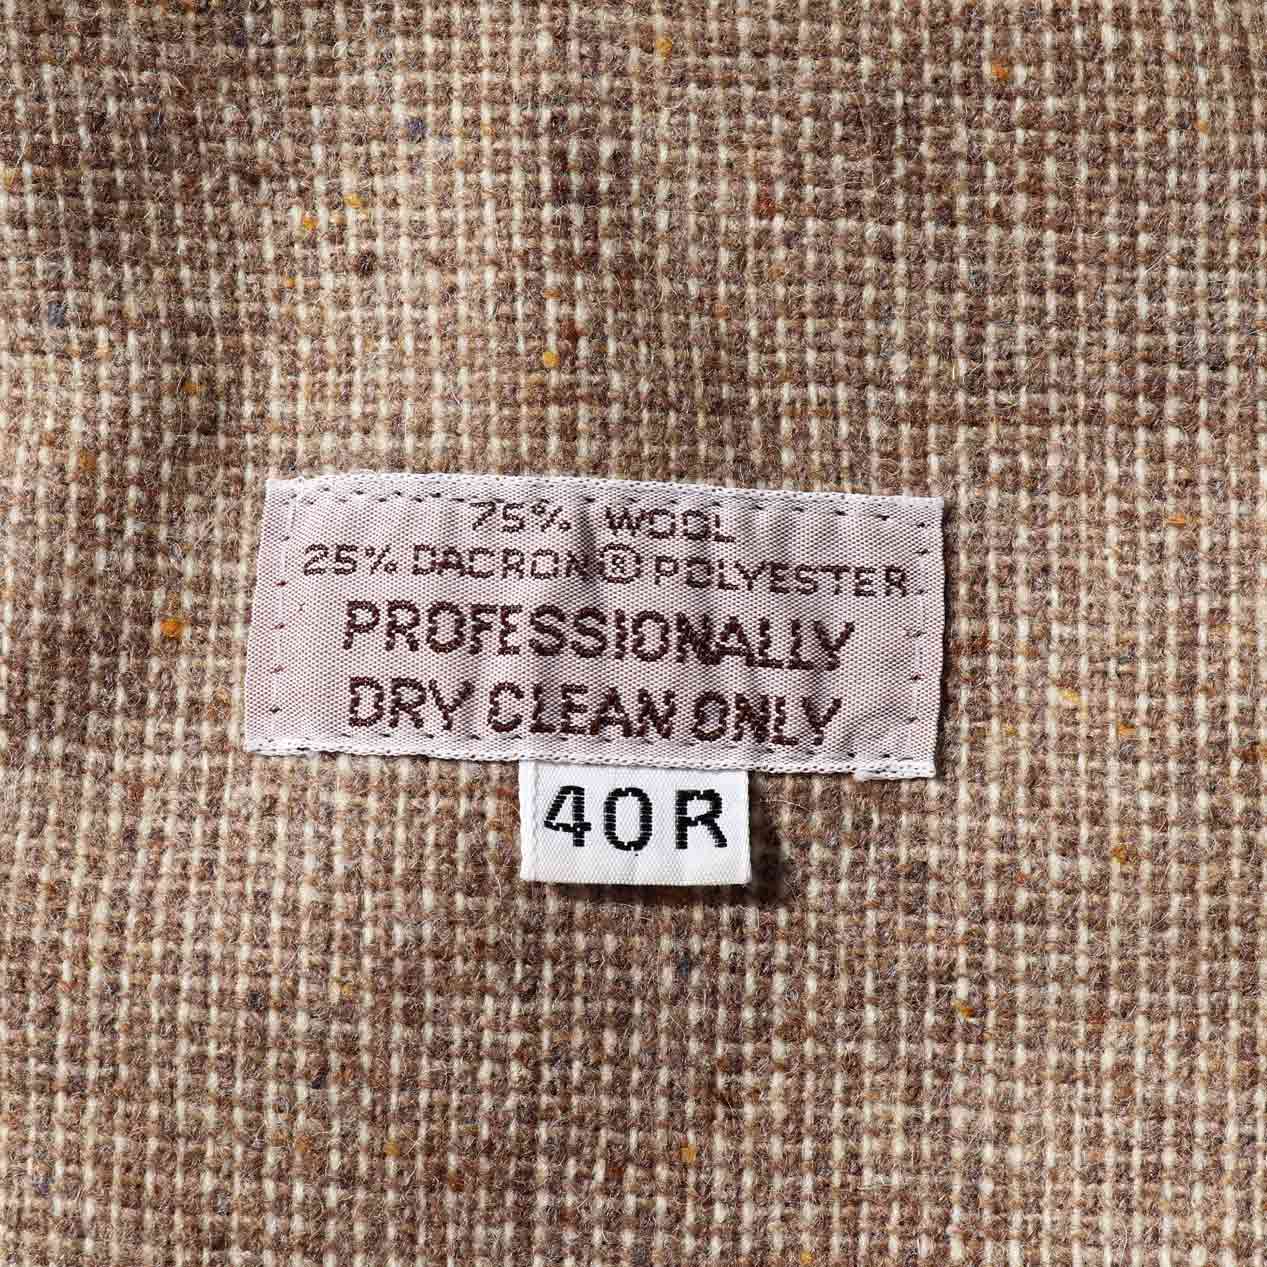 75% WOOL
25% DACRON® POLYESTER
PROFESSIONALLY
DRY CLEAN ONLY
40R